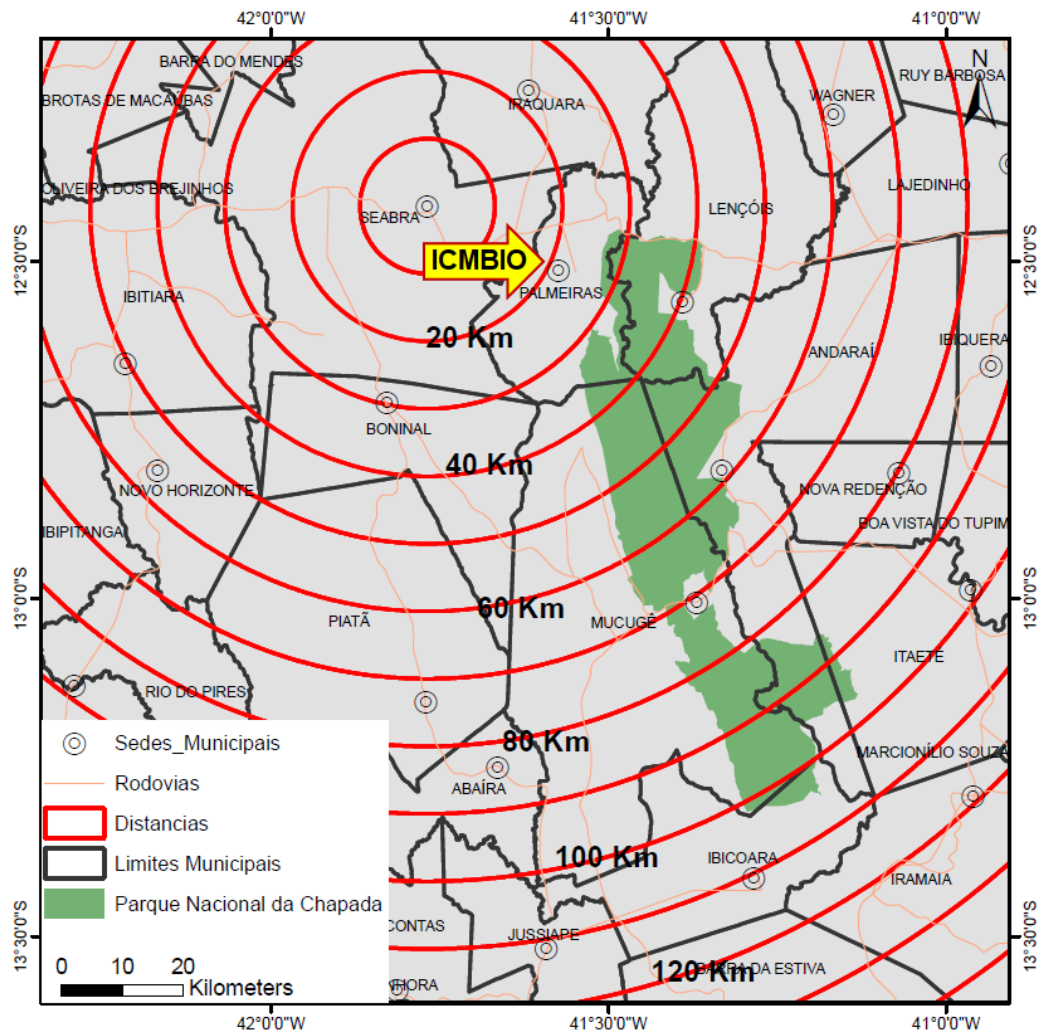 42°0'0"W 41°30'0"W 41°0'0"W
N
BARRA DO MENDES
RUY BARBOSA
BROTAS DE MACAÚBAS
IRAQUARA
WAGNER
OLIVEIRA DOS BREJINHOS
LAJEDINHO
SEABRA
LENÇÓIS
12°30'0"S
ICMBIO
12°30'0"S
PALMEIRAS
IBITIARA
20 Km
IBIQUERA
ANDARAÍ
BONINAL
40 Km
NOVO HORIZONTE
NOVA REDENÇÃO
IBIPITANGA
BOA VISTA DO TUPIM
13°0'0"S
60 Km
13°0'0"S
PIATÃ
MUCUGÊ
ITAETÊ
RIO DO PIRES
80 Km
MARCIONÍLIO SOUZA
ABAÍRA
100 Km
IBICOARA
IRAMAIA
CONTAS
13°30'0"S
JUSSIAPE
13°30'0"S
120 Km
BARRA DA ESTIVA
NHORA
Sedes_Municipais
Rodovias
Distancias
Limites Municipais
Parque Nacional da Chapada
0 10 20
Kilometers
42°0'0"W 41°30'0"W 41°0'0"W